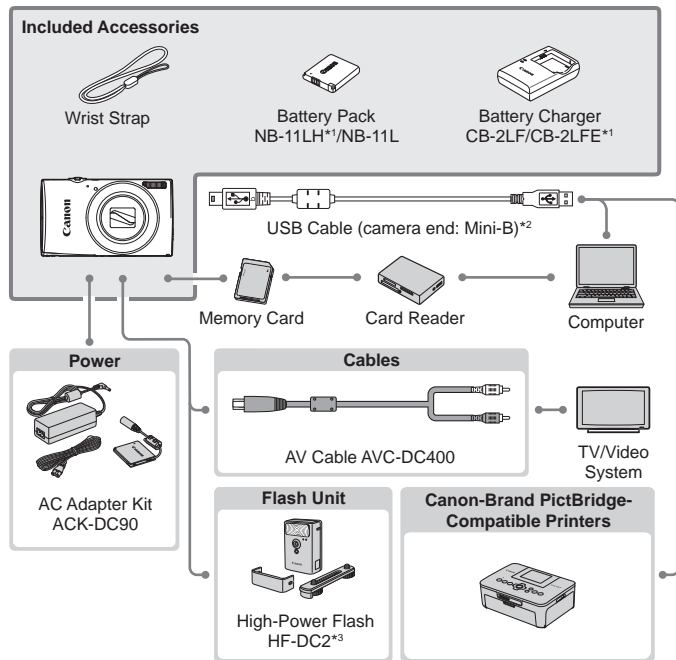 Included Accessories
Wrist Strap
Battery Pack
NB-11LH*1/NB-11L
Battery Charger
CB-2LF/CB-2LFE*1
Canon
USB Cable (camera end: Mini-B)*2
Memory Card
Card Reader
Computer
Power
AC Adapter Kit
ACK-DC90
Cables
AV Cable AVC-DC400
TV/Video
System
Flash Unit
High-Power Flash
HF-DC2*3
Canon-Brand PictBridge-
Compatible Printers